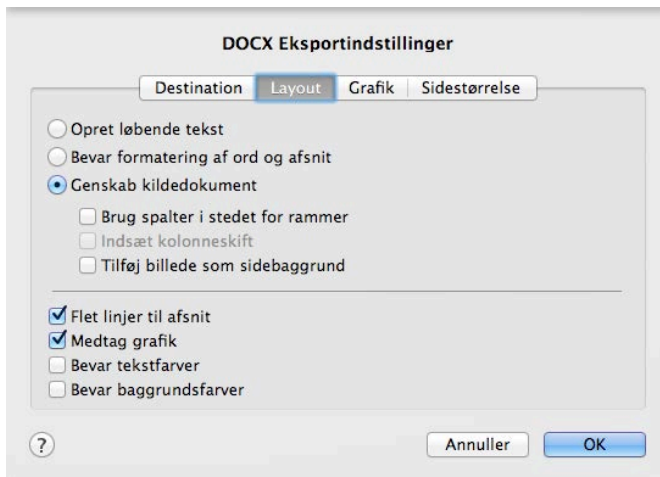 DOCX Eksportindstillinger
Destination Layout Grafik Sidestørrelse
Opret løbende tekst
Bevar formatering af ord og afsnit
Genskab kildedokument
Brug spalter i stedet for rammer
Indsæt kolonneskift
Tilføj billede som sidebaggrund
Flet linjer til afsnit
Medtag grafik
Bevar tekstfarver
Bevar baggrundsfarver
? Annuller OK